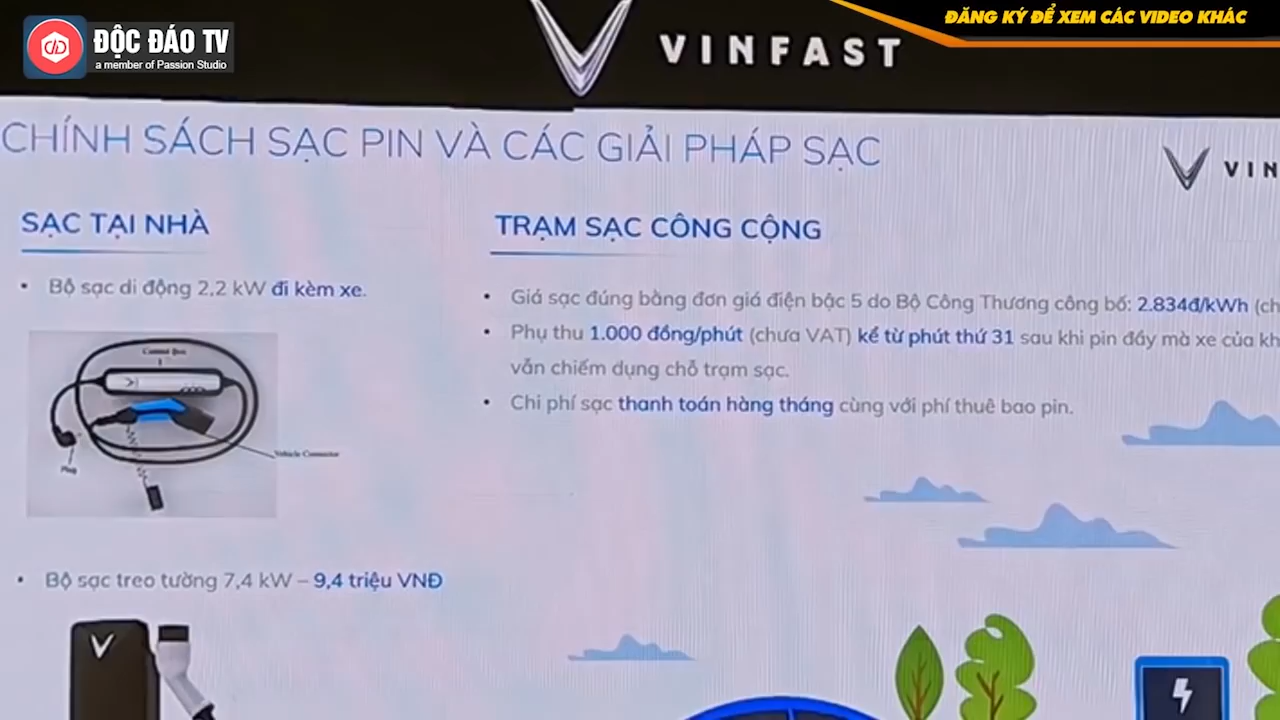 ĐỘC ĐÁO TV
a member of Passion Studio
ĐĂNG KÝ ĐỂ XEM CÁC VIDEO KHÁC
VINFAST
CHÍNH SÁCH SẠC PIN VÀ CÁC GIẢI PHÁP SẠC
VIN
SẠC TẠI NHÀ
• Bộ sạc di động 2,2 kW đi kèm xe.
Control Box
Plug
Vehicle Connector
• Bộ sạc treo tường 7,4 kW – 9,4 triệu VNĐ
TRẠM SẠC CÔNG CỘNG
• Giá sạc đúng bằng đơn giá điện bậc 5 do Bộ Công Thương công bố: 2.834đ/kWh (ch
• Phụ thu 1.000 đồng/phút (chưa VAT) kể từ phút thứ 31 sau khi pin đầy mà xe của kh
vẫn chiếm dụng chỗ trạm sạc.
• Chi phí sạc thanh toán hàng tháng cùng với phí thuê bao pin.